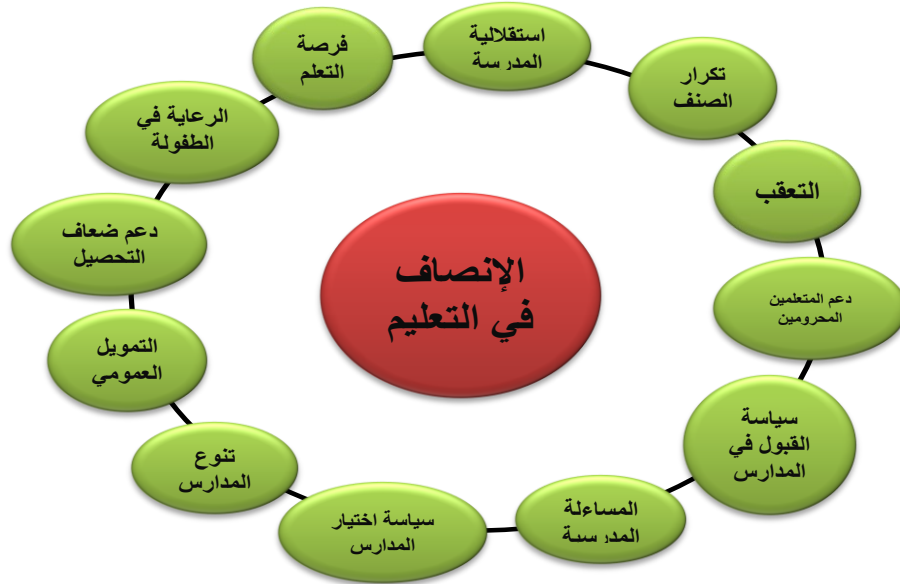 الإنصاف
في التعليم
استقلالية
المدرسة
تكرار
الصنف
التعقب
دعم المتعلمين
المحرومين
سياسة
القبول في
المدارس
المساءلة
المدرسية
سياسة اختيار
المدارس
تنوع
المدارس
التمويل
العمومي
دعم ضعاف
التحصيل
الرعاية في
الطفولة
فرصة
التعلم